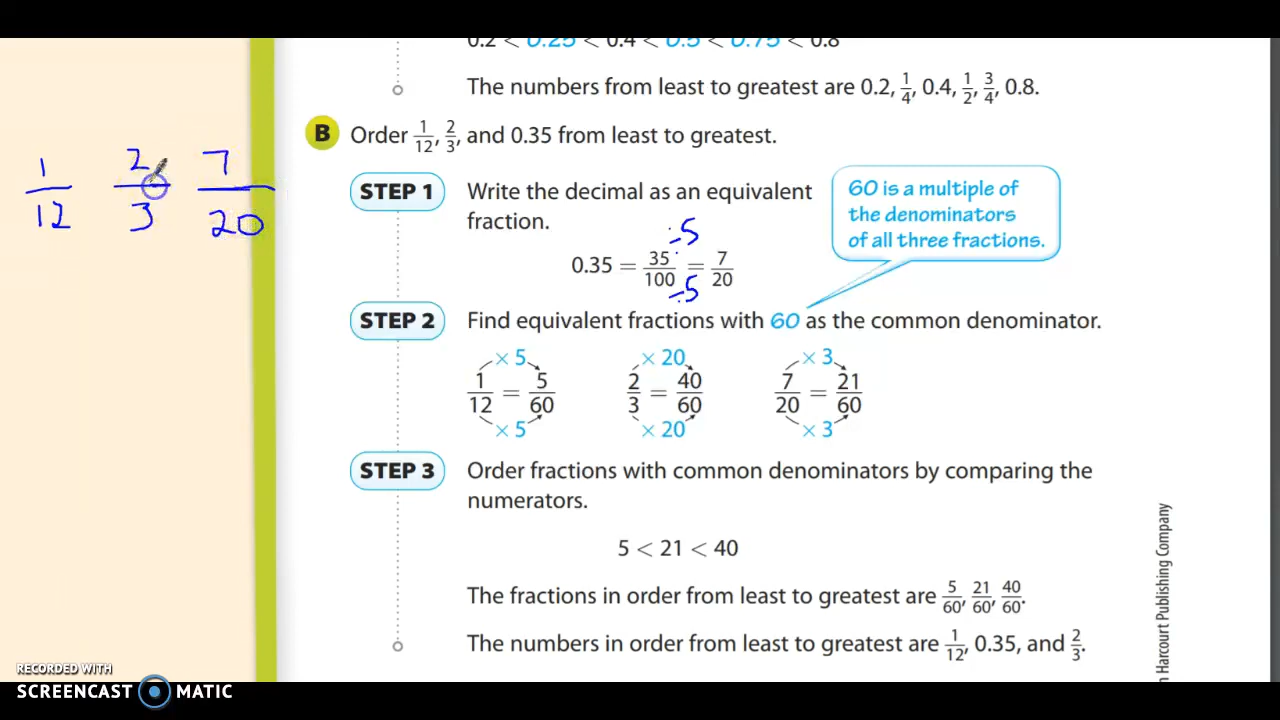 0.2 < 0.25 < 0.4 < 0.5 < 0.75 < 0.8
The numbers from least to greatest are 0.2, 1/4, 0.4, 1/2, 3/4, 0.8.
B Order 1/12, 2/3, and 0.35 from least to greatest.
1/12 2/3 7/20
STEP 1 Write the decimal as an equivalent
fraction.
60 is a multiple of
the denominators
of all three fractions.
÷5
0.35 = 35/100 = 7/20
÷5
STEP 2 Find equivalent fractions with 60 as the common denominator.
× 5 × 20 × 3
1/12 = 5/60 2/3 = 40/60 7/20 = 21/60
× 5 × 20 × 3
STEP 3 Order fractions with common denominators by comparing the
numerators.
5 < 21 < 40
The fractions in order from least to greatest are 5/60, 21/60, 40/60.
The numbers in order from least to greatest are 1/12, 0.35, and 2/3.
Harcourt Publishing Company
RECORDED WITH
SCREENCAST MATIC